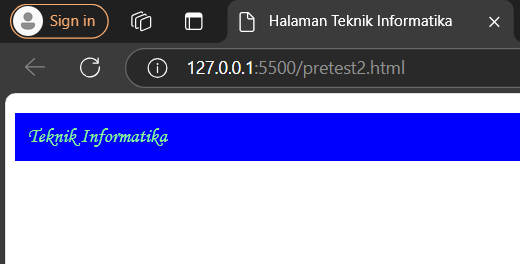 Sign in
Halaman Teknik Informatika
127.0.0.1:5500/pretest2.html
Teknik Informatika